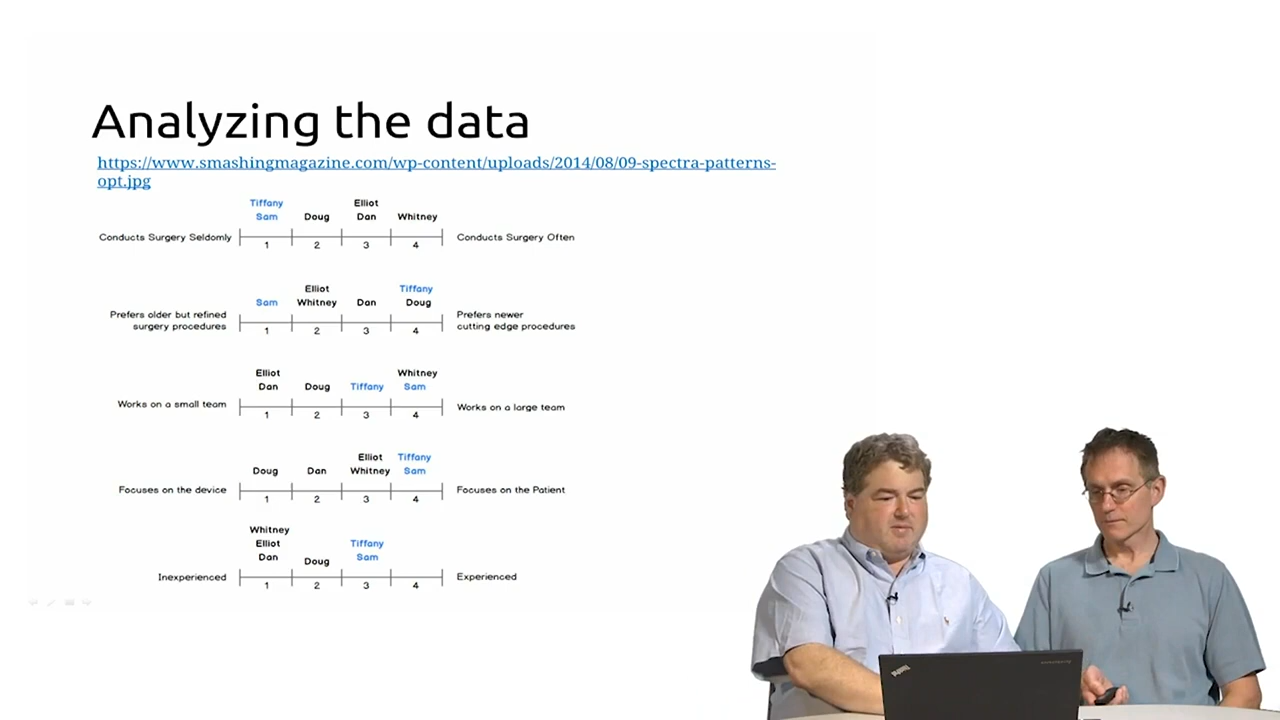 Analyzing the data
https://www.smashingmagazine.com/wp-content/uploads/2014/08/09-spectra-patterns-
opt.jpg
Tiffany Elliot
Sam Doug Dan Whitney
Conducts Surgery Seldomly Conducts Surgery Often
1 2 3 4
Elliot Tiffany
Sam Whitney Dan Doug
Prefers older but refined Prefers newer
surgery procedures cutting edge procedures
1 2 3 4
Elliot Whitney
Dan Doug Tiffany Sam
Works on a small team Works on a large team
1 2 3 4
Elliot Tiffany
Doug Dan Whitney Sam
Focuses on the device Focuses on the Patient
1 2 3 4
Whitney
Elliot Tiffany
Dan Doug Sam
Inexperienced Experienced
1 2 3 4
ThinkPad